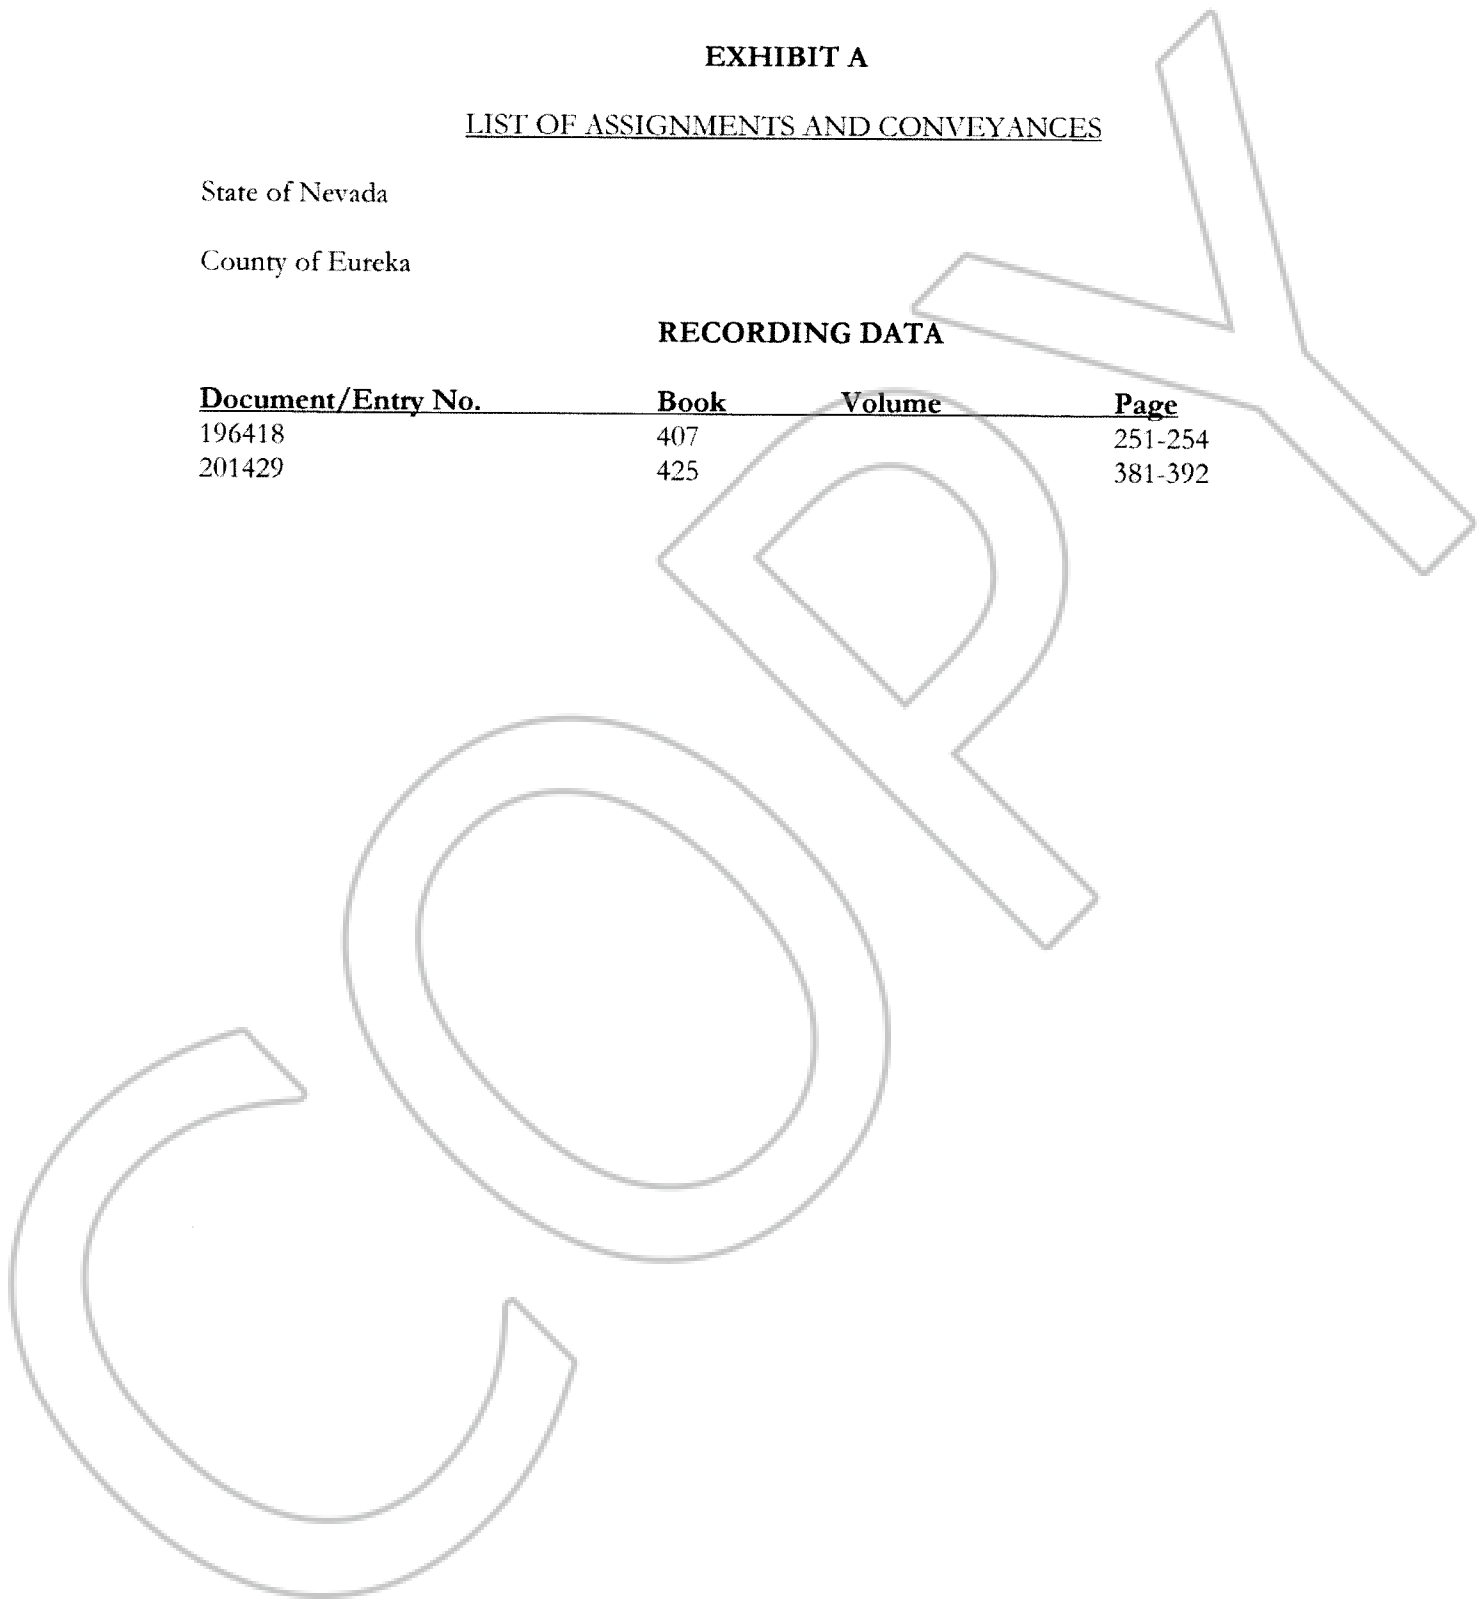 EXHIBIT A
LIST OF ASSIGNMENTS AND CONVEYANCES
State of Nevada
County of Eureka
RECORDING DATA
Document/Entry No. Book Volume Page
196418 407 251-254
201429 425 381-392
COPY